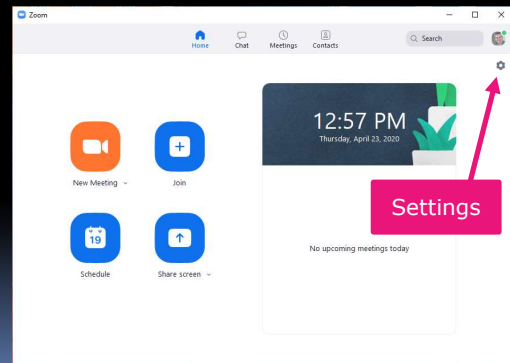 Zoom
Home
Chat
Meetings
Contacts
Search
12:57 PM
Thursday, April 23, 2020
New Meeting
Join
Settings
19
No upcoming meetings today
Schedule
Share screen